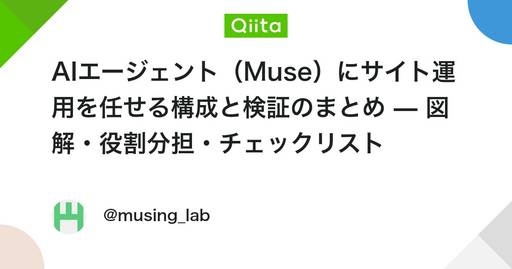 Qiita
AIエージェント（Muse）にサイト運
用を任せる構成と検証のまとめ — 図
解・役割分担・チェックリスト
@musing_lab